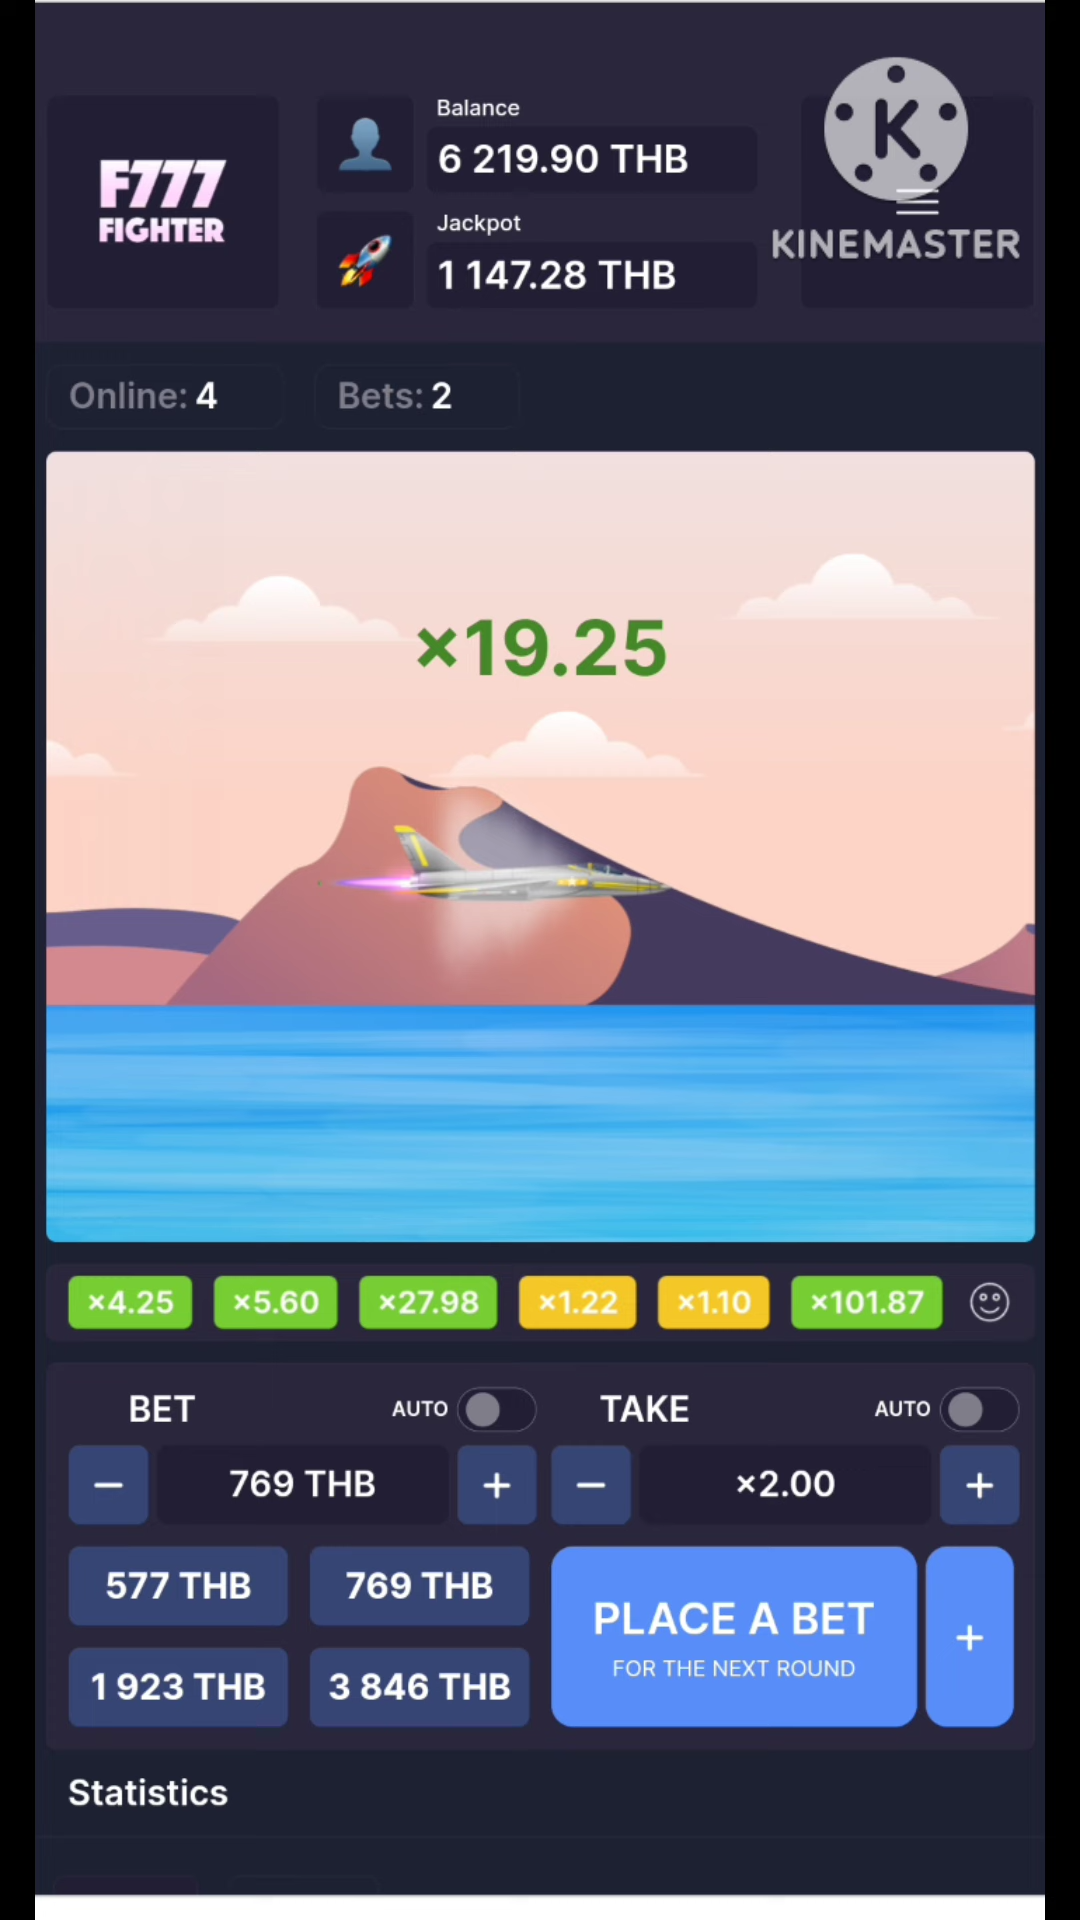 F777
FIGHTER
Balance
6 219.90 THB
Jackpot
1 147.28 THB
K
KINEMASTER
Online: 4
Bets: 2
×19.25
×4.25
×5.60
×27.98
×1.22
×1.10
×101.87
BET
AUTO
TAKE
AUTO
−
769 THB
+
−
×2.00
+
577 THB
769 THB
1 923 THB
3 846 THB
PLACE A BET
FOR THE NEXT ROUND
+
Statistics